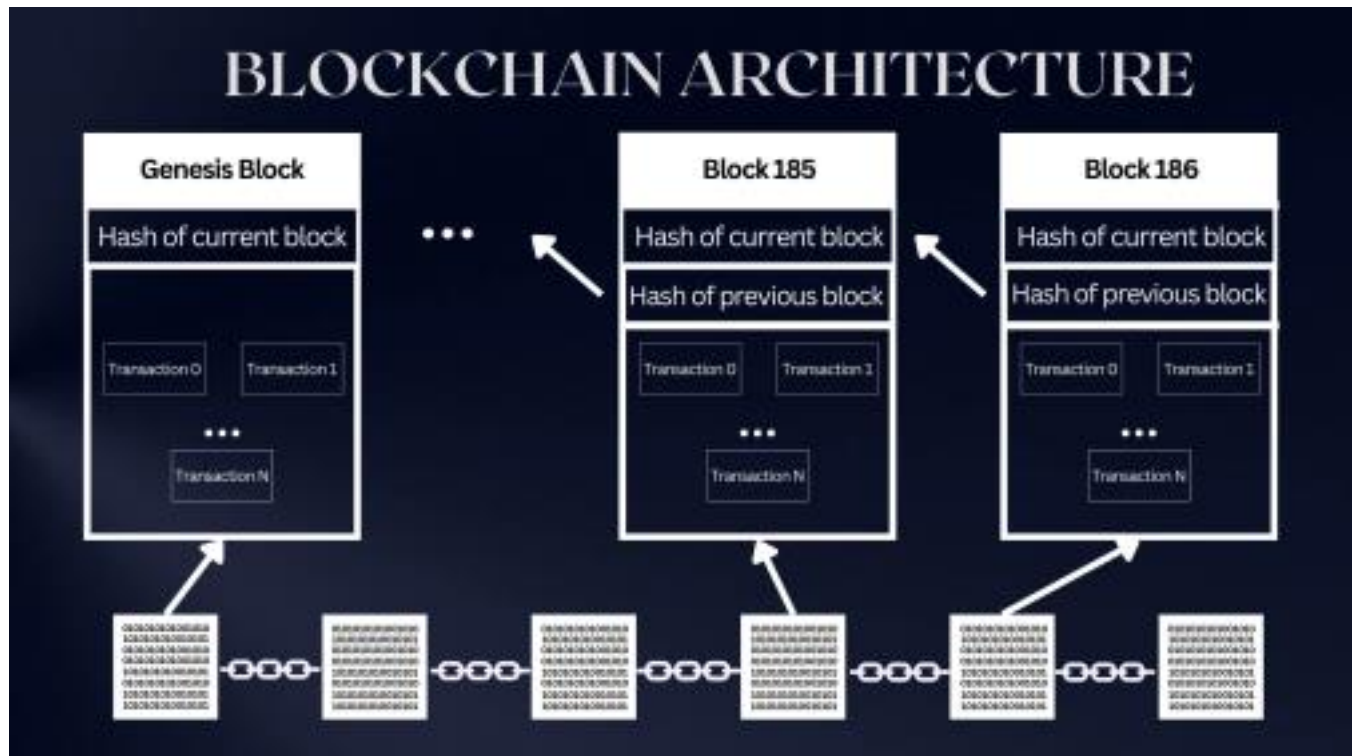 BLOCKCHAIN ARCHITECTURE
Genesis Block
Hash of current block
Transaction 0
Transaction 1
...
Transaction N
...
Block 185
Hash of current block
Hash of previous block
Transaction 0
Transaction 1
...
Transaction N
Block 186
Hash of current block
Hash of previous block
Transaction 0
Transaction 1
...
Transaction N